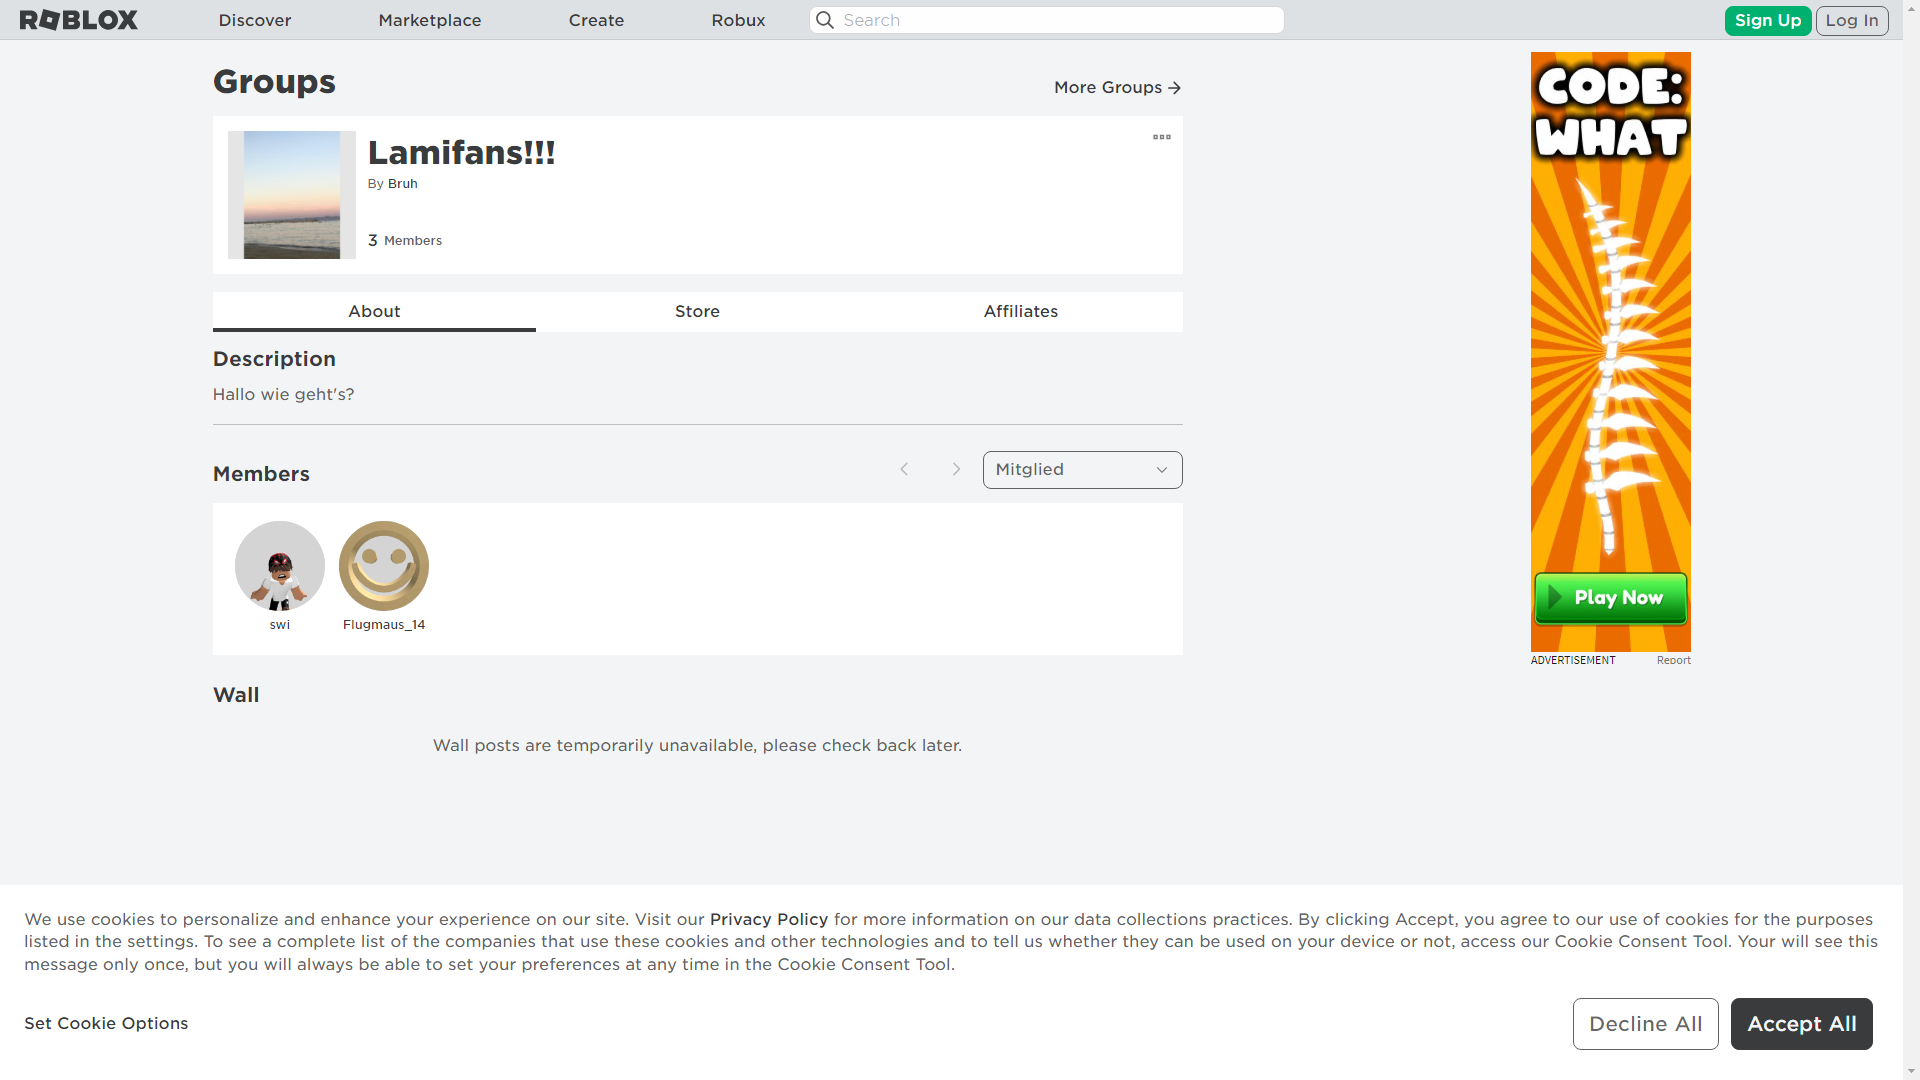 ROBLOX
Discover
Marketplace
Create
Robux
Search
Sign Up
Log In
Groups
More Groups
Lamifans!!!
By Bruh
3 Members
About
Store
Affiliates
Description
Hallo wie geht's?
Members
Mitglied
swi
Flugmaus_14
Wall
Wall posts are temporarily unavailable, please check back later.
CODE:
WHAT
Play Now
ADVERTISEMENT
Report
We use cookies to personalize and enhance your experience on our site. Visit our Privacy Policy for more information on our data collections practices. By clicking Accept, you agree to our use of cookies for the purposes
listed in the settings. To see a complete list of the companies that use these cookies and other technologies and to tell us whether they can be used on your device or not, access our Cookie Consent Tool. Your will see this
message only once, but you will always be able to set your preferences at any time in the Cookie Consent Tool.
Set Cookie Options
Decline All
Accept All